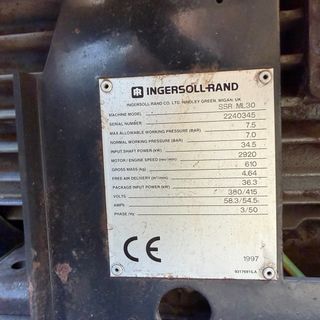 INGERSOLL-RAND
INGERSOLL-RAND CO. LTD. HINDLEY GREEN, WIGAN, UK
MACHINE MODEL SSR ML30
SERIAL NUMBER 2240345
MAX ALLOWABLE WORKING PRESSURE (BAR) 7.5
NORMAL WORKING PRESSURE (BAR) 7.0
INPUT SHAFT POWER (kW) 34.5
MOTOR / ENGINE SPEED (rev/min) 2920
GROSS MASS (kg) 610
FREE AIR DELIVERY (m³/min) 4.64
PACKAGE INPUT POWER (kW) 36.3
VOLTS 380/415
AMPS 58.3/54.5
PHASE/Hz 3/50
CE 1997